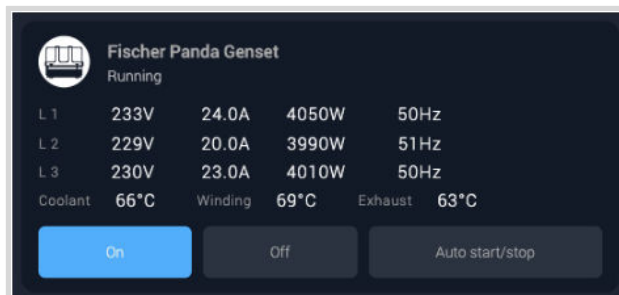 Fischer Panda Genset
Running
L 1 233V 24.0A 4050W 50Hz
L 2 229V 20.0A 3990W 51Hz
L 3 230V 23.0A 4010W 50Hz
Coolant 66°C Winding 69°C Exhaust 63°C
On Off Auto start/stop